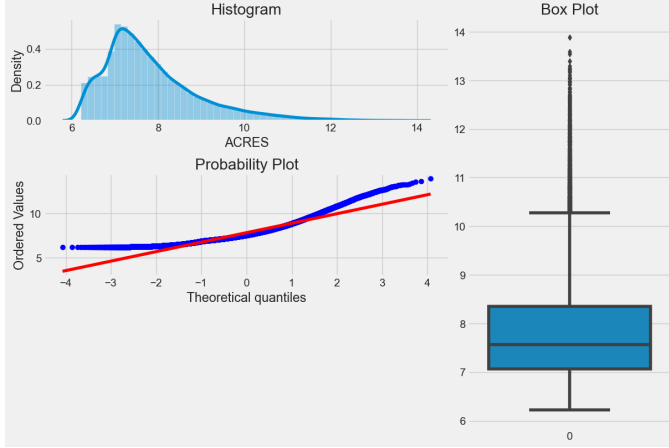 Histogram
Density
0.4
0.2
0.0
6 8 10 12 14
ACRES
Probability Plot
Ordered Values
10
5
−4 −3 −2 −1 0 1 2 3 4
Theoretical quantiles
Box Plot
14
13
12
11
10
9
8
7
6
0